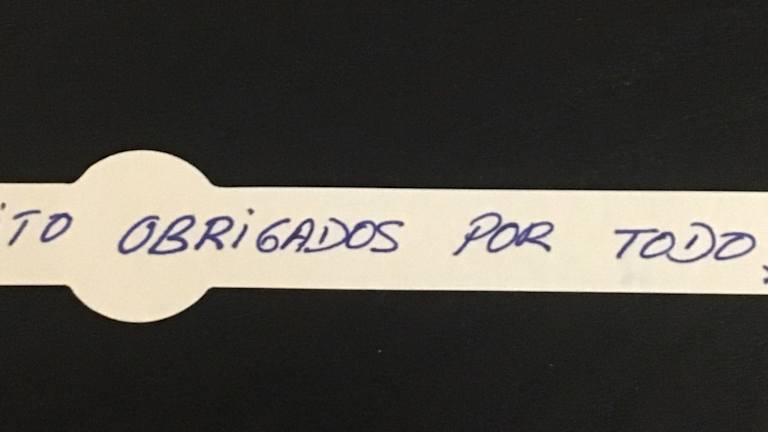 ITO OBRIGADOS POR TODO